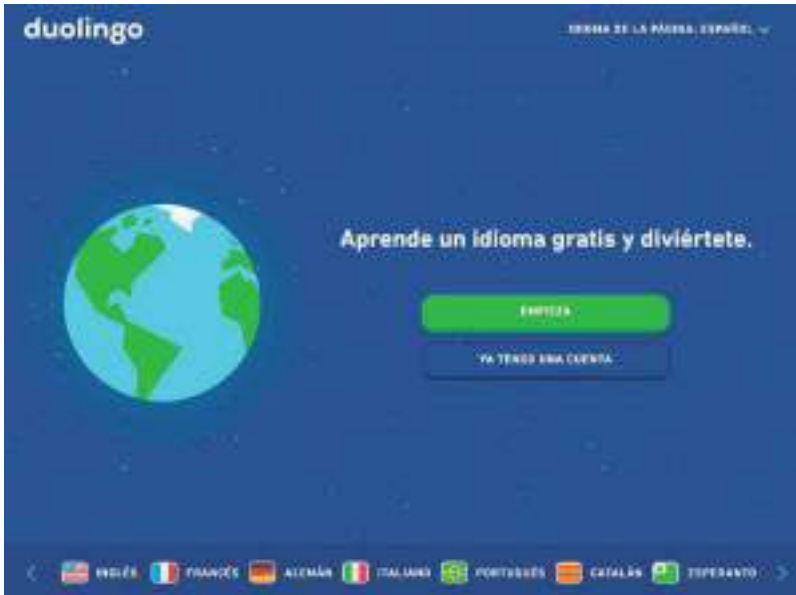 duolingo
IDIOMA DE LA PÁGINA: ESPAÑOL
Aprende un idioma gratis y diviértete.
EMPIEZA
YA TENGO UNA CUENTA
INGLÉS FRANCÉS ALEMÁN ITALIANO PORTUGUÉS CATALÁN ESPERANTO